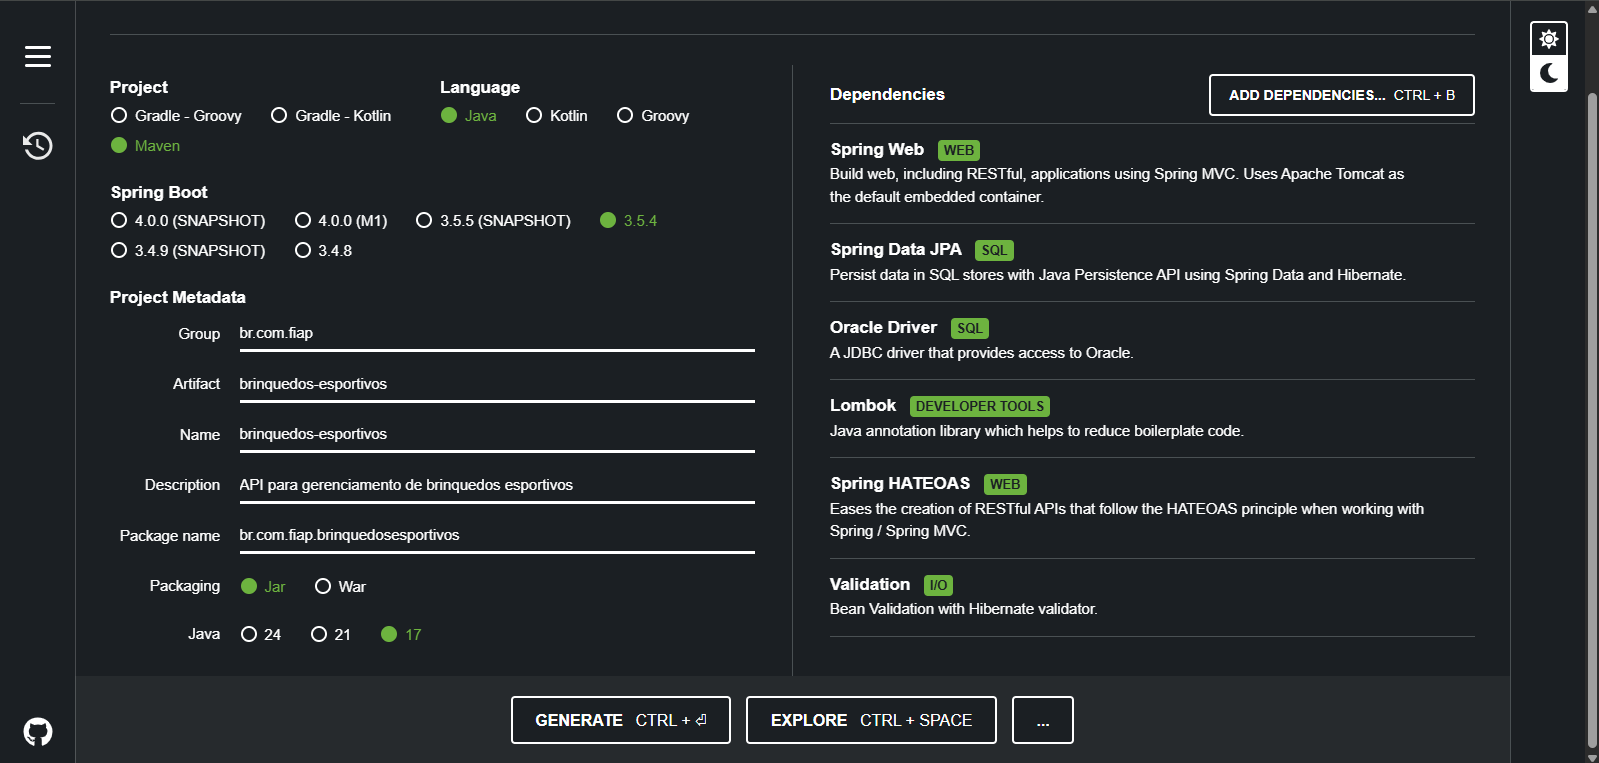 Project
Gradle - Groovy Gradle - Kotlin
Maven
Language
Java Kotlin Groovy
Spring Boot
4.0.0 (SNAPSHOT) 4.0.0 (M1) 3.5.5 (SNAPSHOT) 3.5.4
3.4.9 (SNAPSHOT) 3.4.8
Project Metadata
Group br.com.fiap
Artifact brinquedos-esportivos
Name brinquedos-esportivos
Description API para gerenciamento de brinquedos esportivos
Package name br.com.fiap.brinquedosesportivos
Packaging Jar War
Java 24 21 17
Dependencies ADD DEPENDENCIES... CTRL + B
Spring Web WEB
Build web, including RESTful, applications using Spring MVC. Uses Apache Tomcat as
the default embedded container.
Spring Data JPA SQL
Persist data in SQL stores with Java Persistence API using Spring Data and Hibernate.
Oracle Driver SQL
A JDBC driver that provides access to Oracle.
Lombok DEVELOPER TOOLS
Java annotation library which helps to reduce boilerplate code.
Spring HATEOAS WEB
Eases the creation of RESTful APIs that follow the HATEOAS principle when working with
Spring / Spring MVC.
Validation I/O
Bean Validation with Hibernate validator.
GENERATE CTRL + ⏎ EXPLORE CTRL + SPACE ...